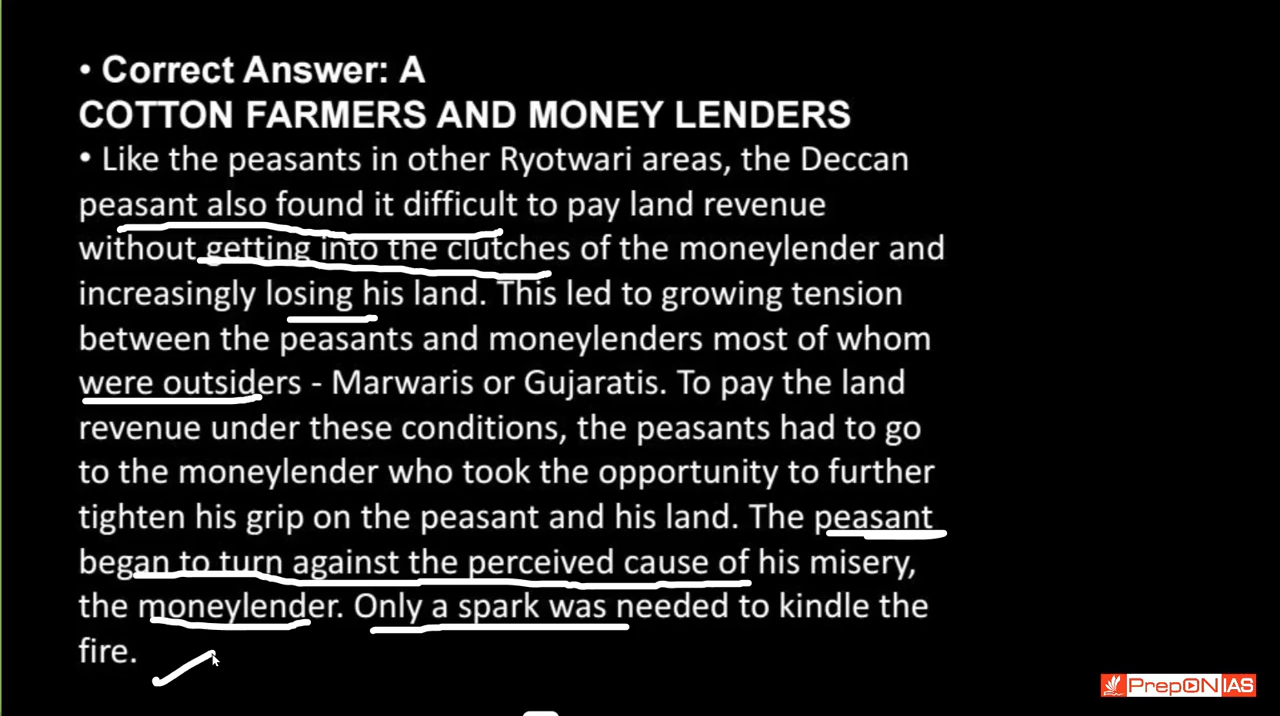 • Correct Answer: A
COTTON FARMERS AND MONEY LENDERS
• Like the peasants in other Ryotwari areas, the Deccan
peasant also found it difficult to pay land revenue
without getting into the clutches of the moneylender and
increasingly losing his land. This led to growing tension
between the peasants and moneylenders most of whom
were outsiders - Marwaris or Gujaratis. To pay the land
revenue under these conditions, the peasants had to go
to the moneylender who took the opportunity to further
tighten his grip on the peasant and his land. The peasant
began to turn against the perceived cause of his misery,
the moneylender. Only a spark was needed to kindle the
fire.
PrepON IAS